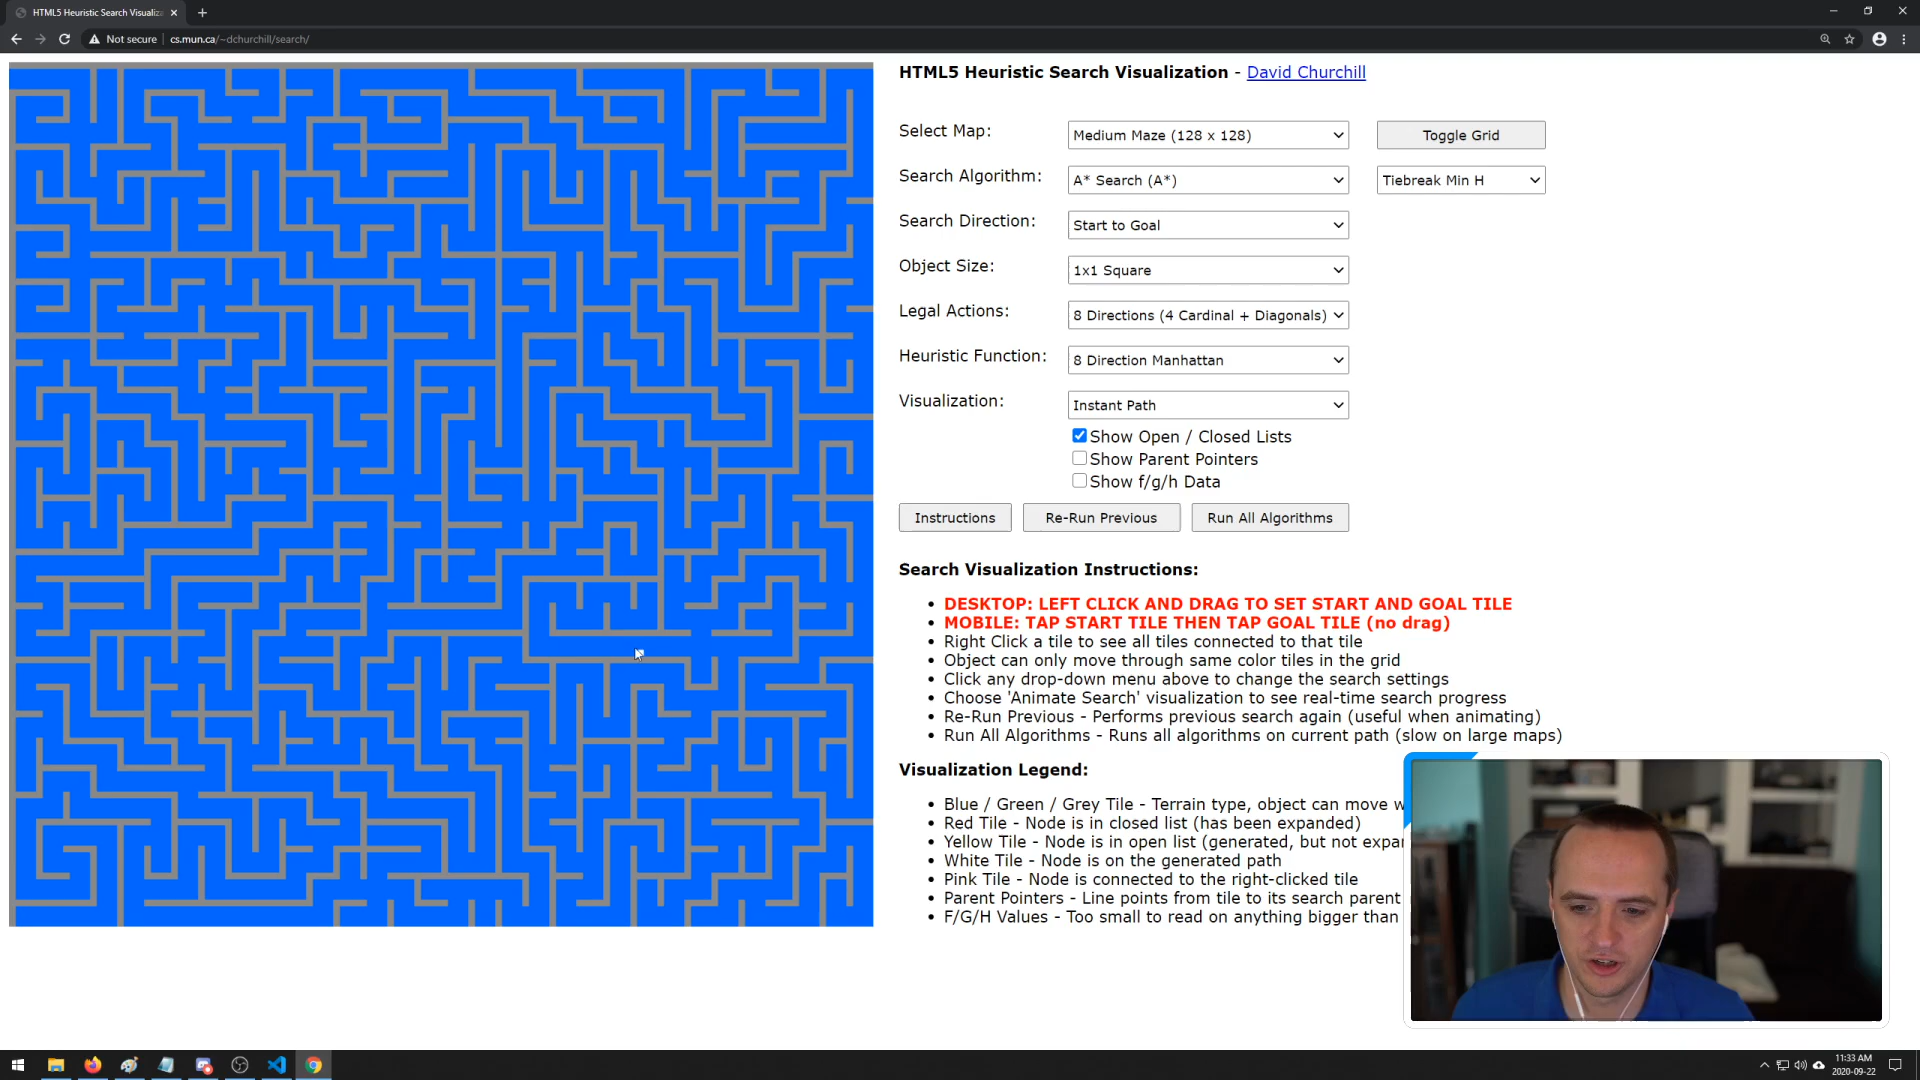 HTML5 Heuristic Search Visualiza
Not secure
cs.mun.ca/~dchurchill/search/
HTML5 Heuristic Search Visualization - David Churchill
Select Map:
Medium Maze (128 x 128)
Toggle Grid
Search Algorithm:
A* Search (A*)
Tiebreak Min H
Search Direction:
Start to Goal
Object Size:
1x1 Square
Legal Actions:
8 Directions (4 Cardinal + Diagonals)
Heuristic Function:
8 Direction Manhattan
Visualization:
Instant Path
Show Open / Closed Lists
Show Parent Pointers
Show f/g/h Data
Instructions
Re-Run Previous
Run All Algorithms
Search Visualization Instructions:
• DESKTOP: LEFT CLICK AND DRAG TO SET START AND GOAL TILE
• MOBILE: TAP START TILE THEN TAP GOAL TILE (no drag)
• Right Click a tile to see all tiles connected to that tile
• Object can only move through same color tiles in the grid
• Click any drop-down menu above to change the search settings
• Choose 'Animate Search' visualization to see real-time search progress
• Re-Run Previous - Performs previous search again (useful when animating)
• Run All Algorithms - Runs all algorithms on current path (slow on large maps)
Visualization Legend:
• Blue / Green / Grey Tile - Terrain type, object can move w
• Red Tile - Node is in closed list (has been expanded)
• Yellow Tile - Node is in open list (generated, but not expa
• White Tile - Node is on the generated path
• Pink Tile - Node is connected to the right-clicked tile
• Parent Pointers - Line points from tile to its search parent
• F/G/H Values - Too small to read on anything bigger than
11:33 AM
2020-09-22